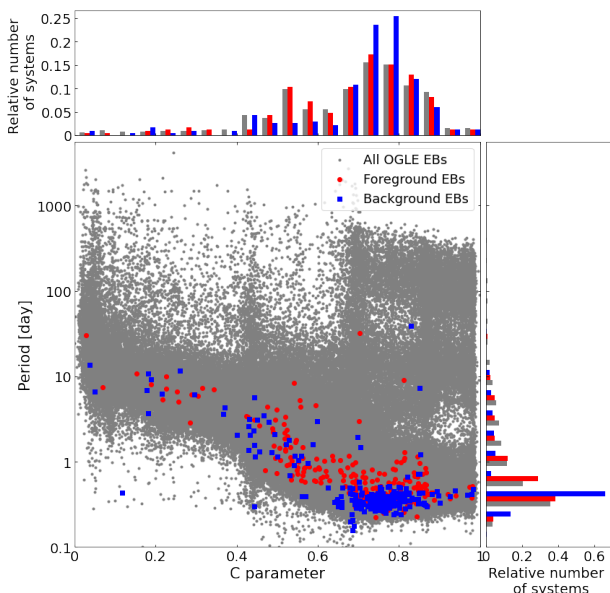 Relative number
of systems
0.25
0.2
0.15
0.1
0.05
0
All OGLE EBs
Foreground EBs
Background EBs
Period [day]
1000
100
10
1
0.1
0
0.2
0.4
0.6
0.8
1
C parameter
0
0.2
0.4
0.6
Relative number
of systems